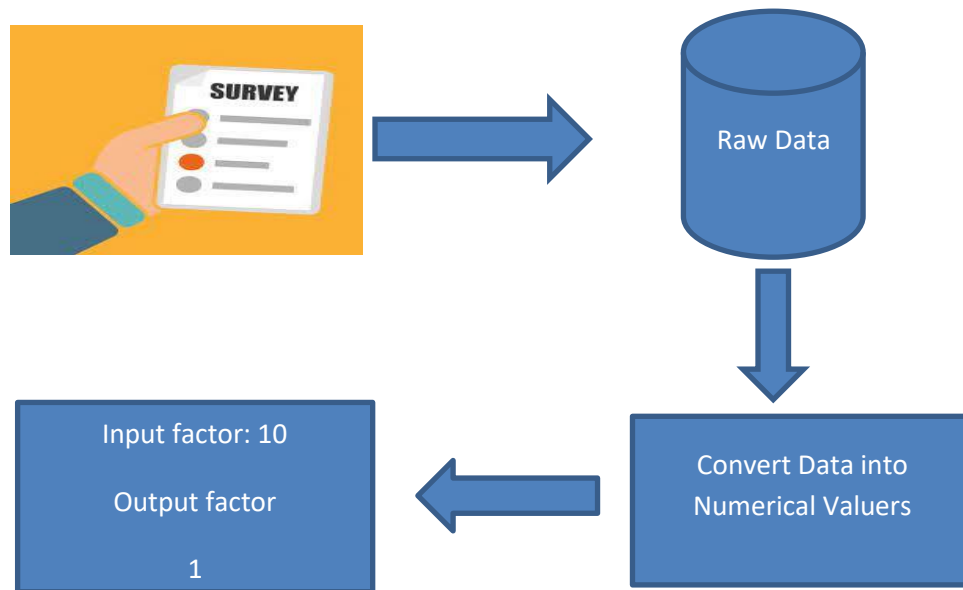 SURVEY
Raw Data
Convert Data into
Numerical Valuers
Input factor: 10
Output factor
1